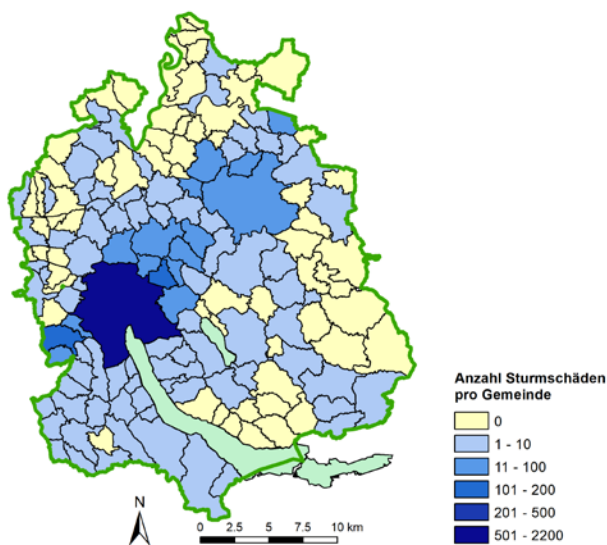 Anzahl Sturmschäden
pro Gemeinde
0
1 - 10
11 - 100
101 - 200
201 - 500
501 - 2200
N
0 2.5 5 7.5 10 km